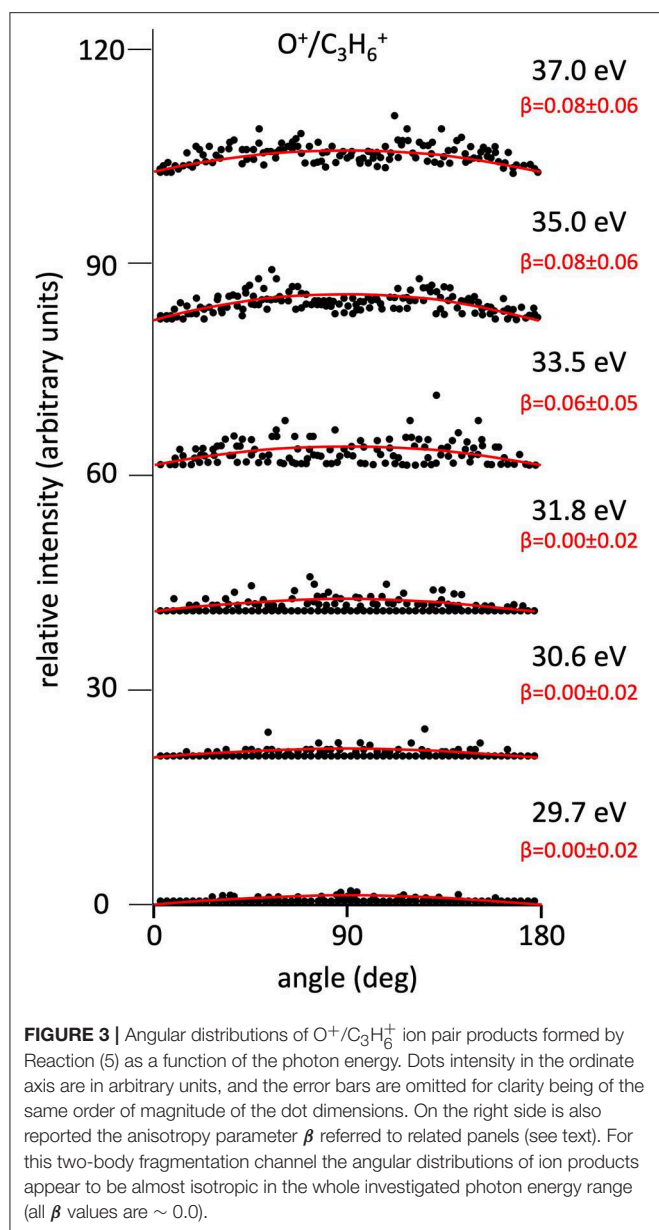 O⁺/C₃H₆⁺
120
37.0 eV
β=0.08±0.06
90
35.0 eV
β=0.08±0.06
33.5 eV
β=0.06±0.05
60
31.8 eV
β=0.00±0.02
30
30.6 eV
β=0.00±0.02
29.7 eV
β=0.00±0.02
0
relative intensity (arbitrary units)
0 90 180
angle (deg)
FIGURE 3 | Angular distributions of O⁺/C₃H₆⁺ ion pair products formed by
Reaction (5) as a function of the photon energy. Dots intensity in the ordinate
axis are in arbitrary units, and the error bars are omitted for clarity being of the
same order of magnitude of the dot dimensions. On the right side is also
reported the anisotropy parameter β referred to related panels (see text). For
this two-body fragmentation channel the angular distributions of ion products
appear to be almost isotropic in the whole investigated photon energy range
(all β values are ~ 0.0).